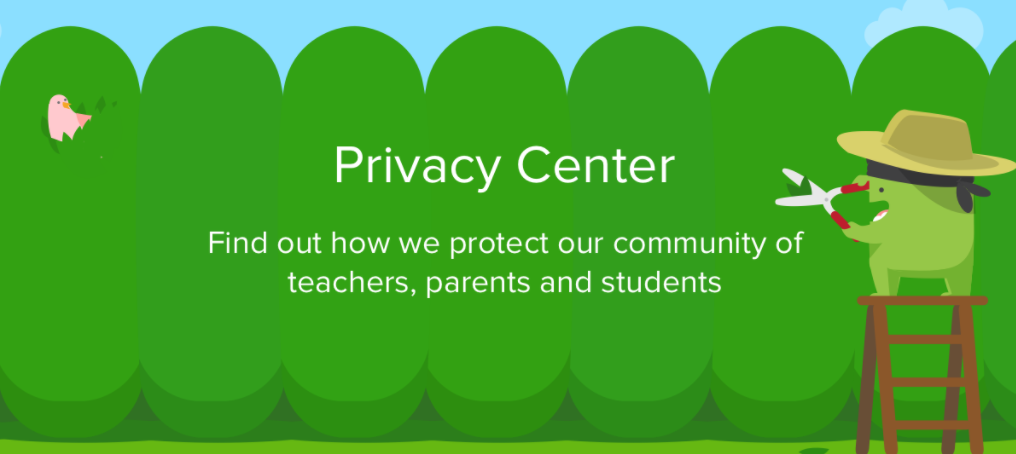 Privacy Center
Find out how we protect our community of
teachers, parents and students